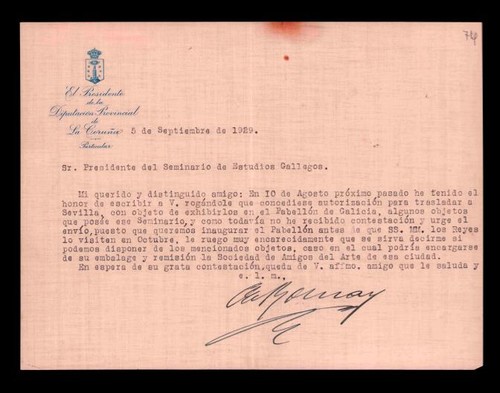 74
El Presidente
de la
Diputación Provincial
de
La Coruña
Particular
5 de Septiembre de 1929.
Sr. Presidente del Seminario de Estudios Gallegos.
Mi querido y distinguido amigo: En IO de Agosto próximo pasado he tenido el
honor de escribir a V. rogándole que concediese autorización para trasladar a
Sevilla, con objeto de exhibirlos en el Pabellón de Galicia, algunos objetos
que posée ese Seminario, y como todavía no he recibido contestación y urge el
envío,puesto que queremos inaugurar el Pabellón antes de que SS. MM. los Reyes
lo visiten en Octubre, le ruego muy encarecidamente que se sirva decirme si
podemos disponer de los mencionados objetos, caso en el cual podría encargarse
de su embalage y remisión la Sociedad de Amigos del Arte de esa ciudad.
En espera de su grata contestación,queda de V. affmo. amigo que le saluda y
e. l. m.,